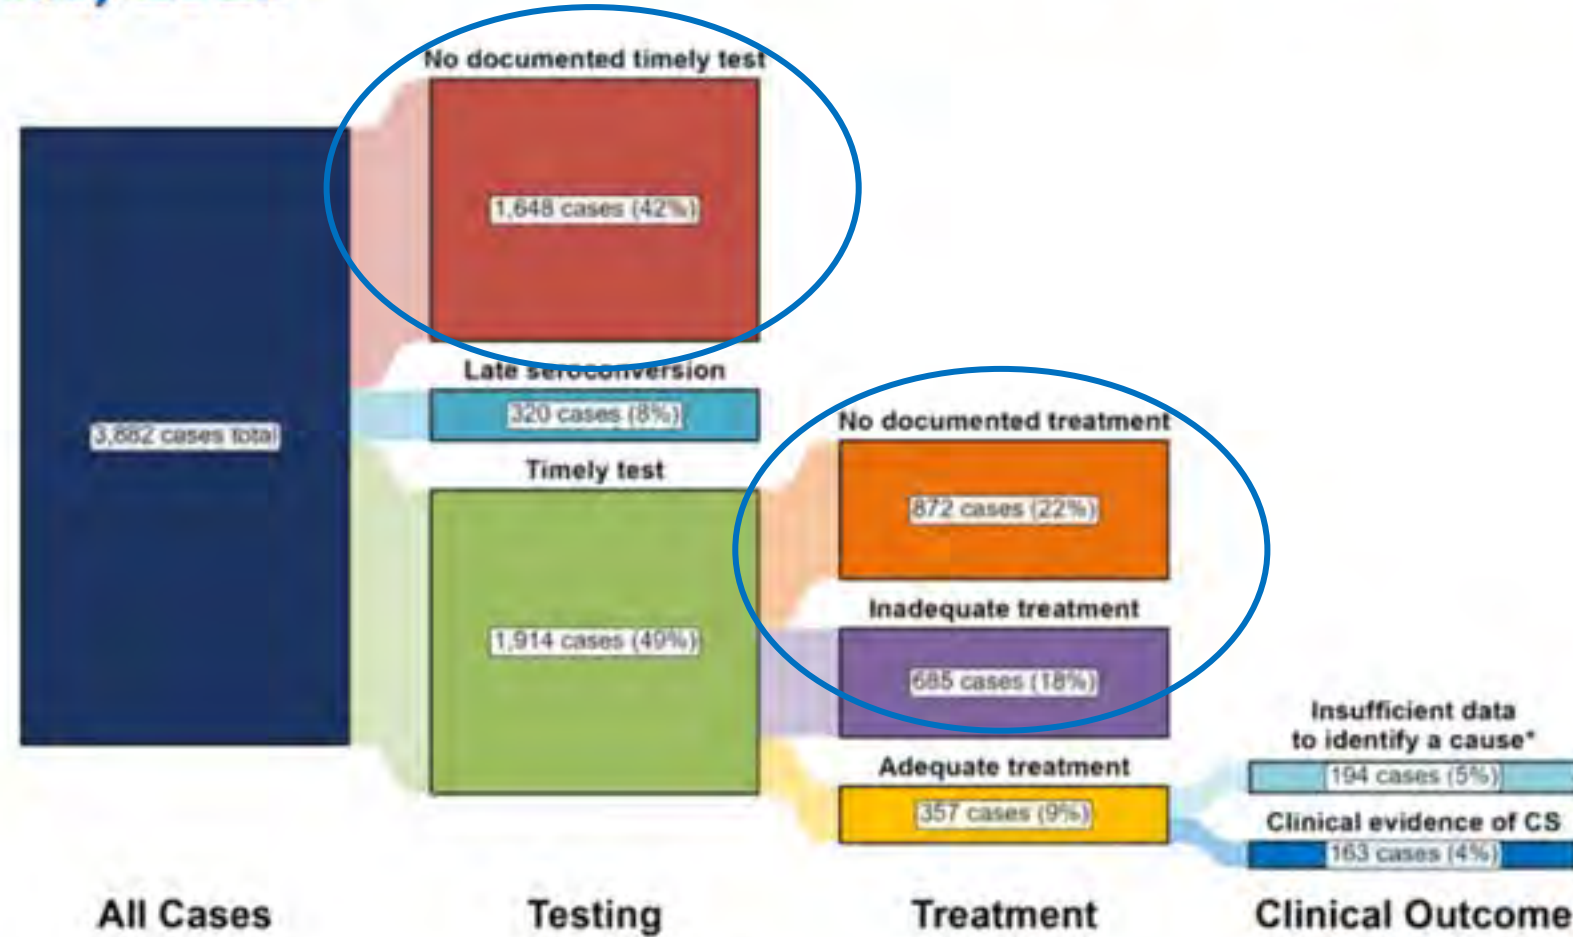 No documented timely test
1,648 cases (42%)
Late seroconversion
320 cases (8%)
3,882 cases total
Timely test
1,914 cases (49%)
No documented treatment
872 cases (22%)
Inadequate treatment
685 cases (18%)
Adequate treatment
357 cases (9%)
Insufficient data
to identify a cause*
194 cases (5%)
Clinical evidence of CS
163 cases (4%)
All Cases
Testing
Treatment
Clinical Outcome